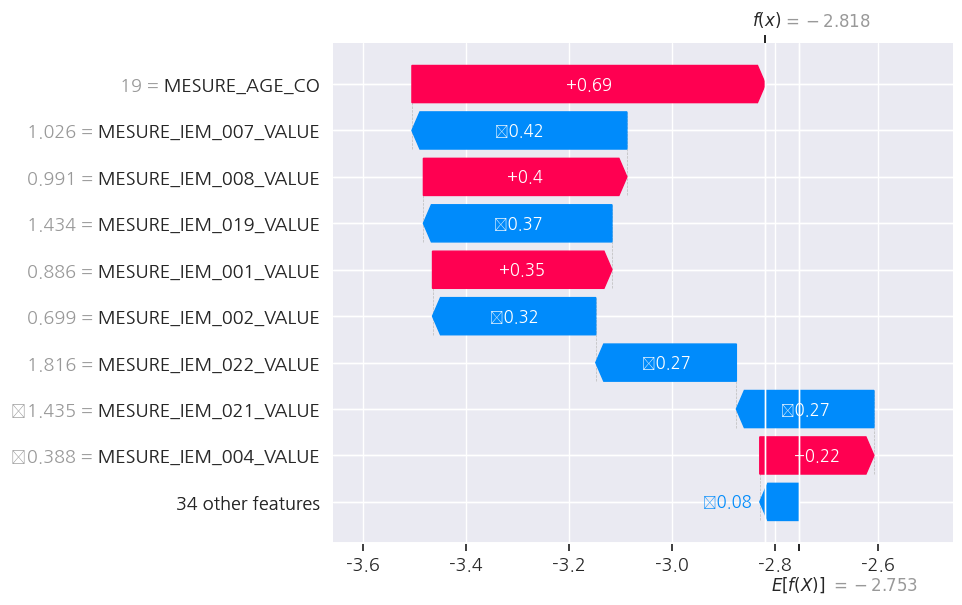 f(x) = −2.818
19 = MESURE_AGE_CO
+0.69
1.026 = MESURE_IEM_007_VALUE
☒0.42
0.991 = MESURE_IEM_008_VALUE
+0.4
1.434 = MESURE_IEM_019_VALUE
☒0.37
0.886 = MESURE_IEM_001_VALUE
+0.35
0.699 = MESURE_IEM_002_VALUE
☒0.32
1.816 = MESURE_IEM_022_VALUE
☒0.27
☒1.435 = MESURE_IEM_021_VALUE
☒0.27
☒0.388 = MESURE_IEM_004_VALUE
+0.22
34 other features
☒0.08
-3.6 -3.4 -3.2 -3.0 -2.8 -2.6
E[f(X)] = −2.753